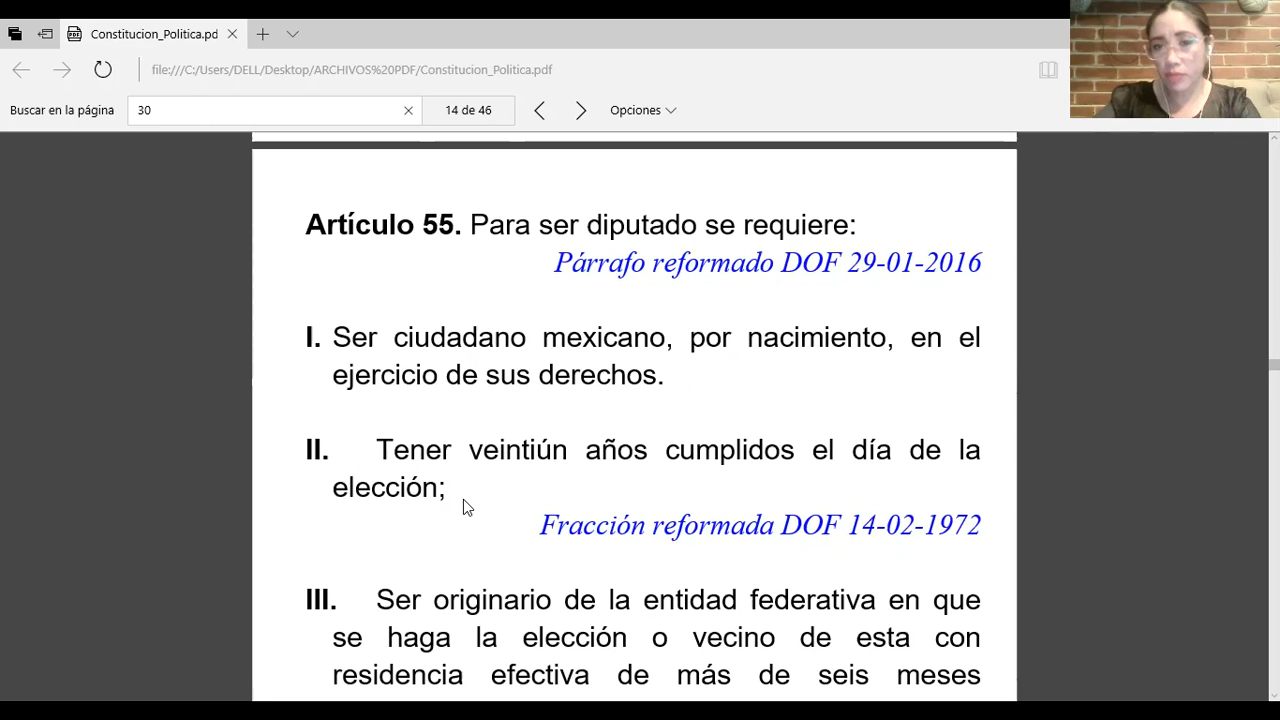 Constitucion_Politica.pd
file:///C:/Users/DELL/Desktop/ARCHIVOS%20PDF/Constitucion_Politica.pdf
Buscar en la página 30 14 de 46 Opciones
Artículo 55. Para ser diputado se requiere:
Párrafo reformado DOF 29-01-2016
I. Ser ciudadano mexicano, por nacimiento, en el
ejercicio de sus derechos.
II. Tener veintiún años cumplidos el día de la
elección;
Fracción reformada DOF 14-02-1972
III. Ser originario de la entidad federativa en que
se haga la elección o vecino de esta con
residencia efectiva de más de seis meses